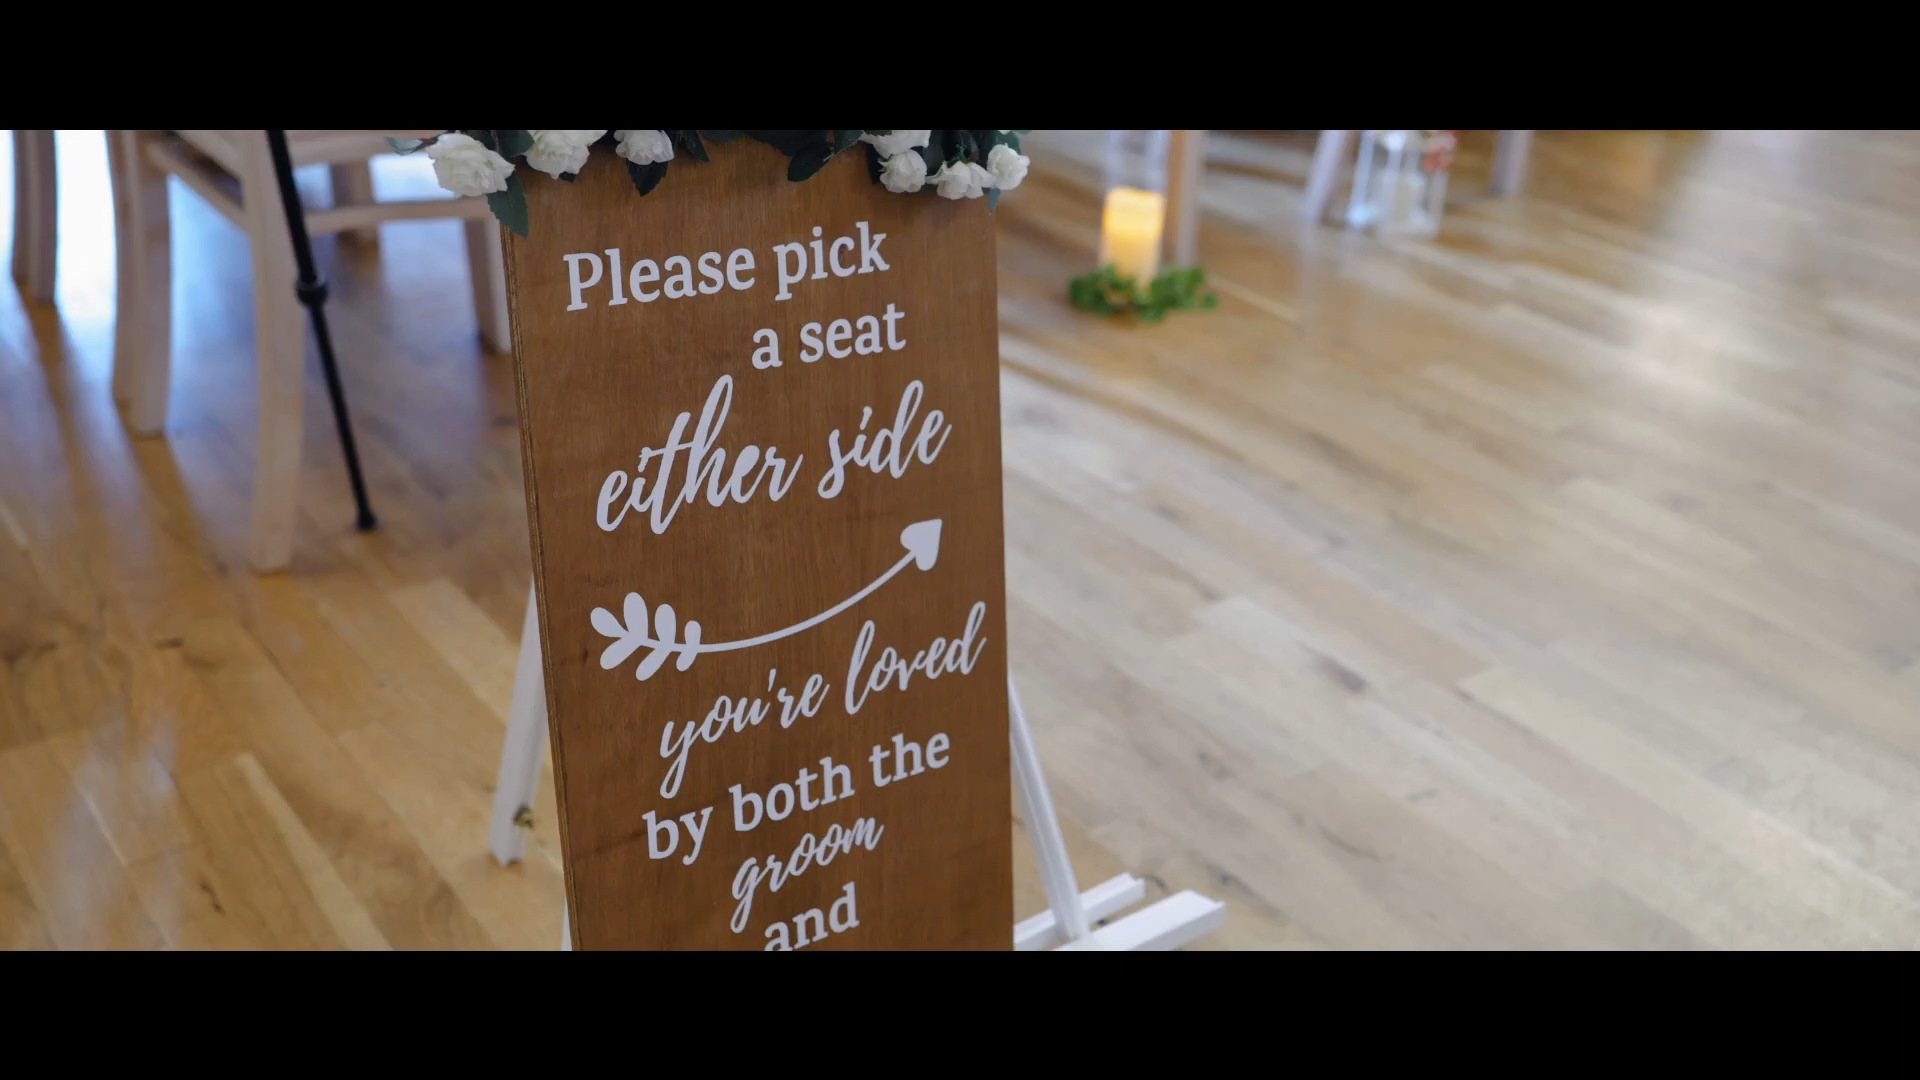 Please pick
a seat
either side
you're loved
by both the
groom
and